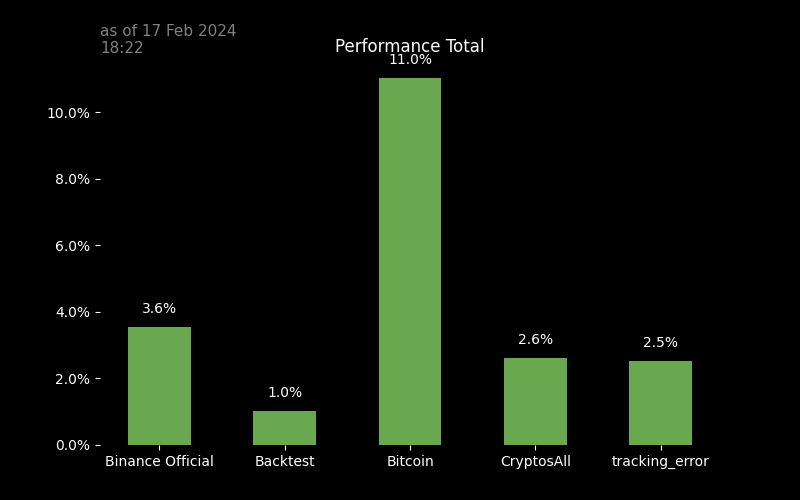 as of 17 Feb 2024
18:22
Performance Total
11.0%
10.0%
8.0%
6.0%
4.0%
2.0%
0.0%
3.6%
1.0%
2.6%
2.5%
Binance Official
Backtest
Bitcoin
CryptosAll
tracking_error